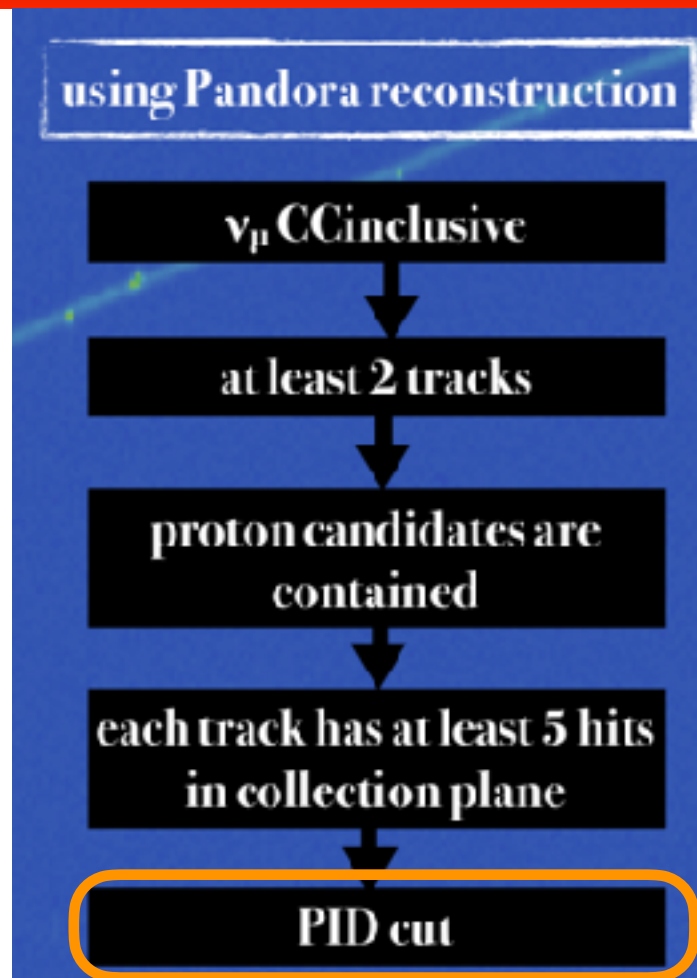 using Pandora reconstruction
νμ CCinclusive
at least 2 tracks
proton candidates are
contained
each track has at least 5 hits
in collection plane
PID cut